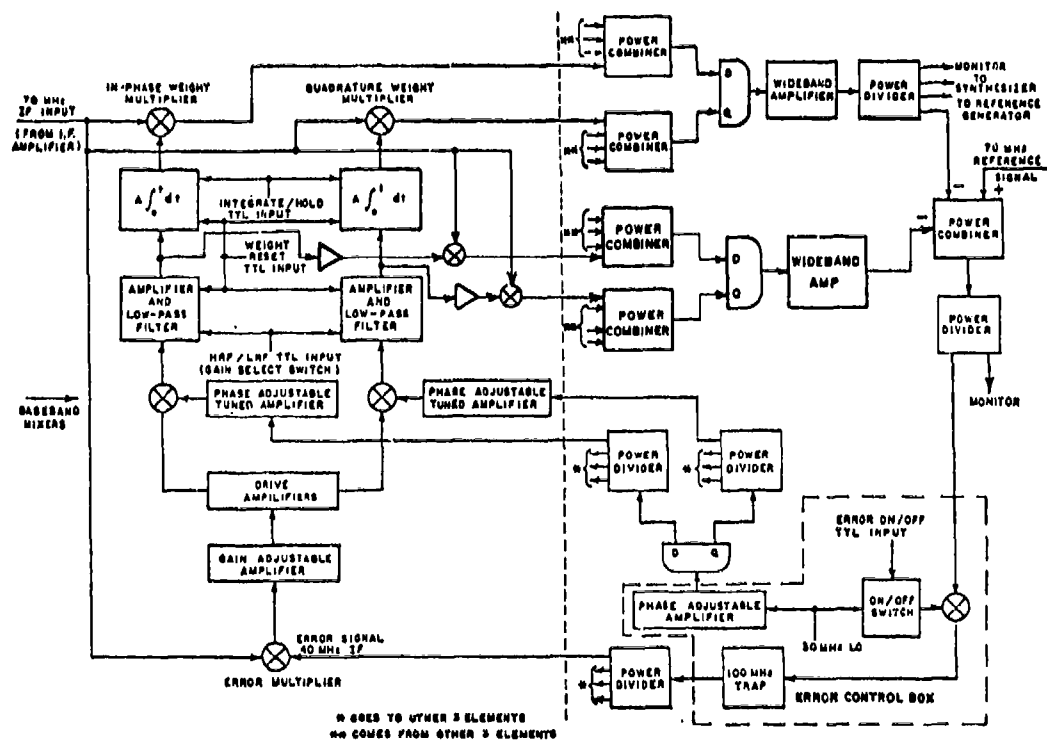 **
POWER
COMBINER
IN-PHASE WEIGHT
MULTIPLIER
QUADRATURE WEIGHT
MULTIPLIER
70 MHz
IF INPUT
(FROM I.F.
AMPLIFIER)
**
POWER
COMBINER
Q
WIDEBAND
AMPLIFIER
POWER
DIVIDER
MONITOR
TO
SYNTHESIZER
TO REFERENCE
GENERATOR
70 MHz
REFERENCE
SIGNAL
A∫ dt
INTEGRATE/HOLD
TTL INPUT
A∫ dt
WEIGHT
RESET
TTL INPUT
**
POWER
COMBINER
**
POWER
COMBINER
Q
WIDEBAND
AMP
-
+
-
POWER
COMBINER
POWER
DIVIDER
MONITOR
AMPLIFIER
AND
LOW-PASS
FILTER
AMPLIFIER
AND
LOW-PASS
FILTER
TTL INPUT
(GAIN SELECT SWITCH)
PHASE ADJUSTABLE
TUNED AMPLIFIER
PHASE ADJUSTABLE
TUNED AMPLIFIER
BASEBAND
MIXERS
*
POWER
DIVIDER
*
POWER
DIVIDER
DRIVE
AMPLIFIERS
GAIN ADJUSTABLE
AMPLIFIER
Q
ERROR ON/OFF
TTL INPUT
PHASE ADJUSTABLE
AMPLIFIER
ON/OFF
SWITCH
LO
ERROR SIGNAL
40 MHz IF
ERROR MULTIPLIER
*
POWER
DIVIDER
100 MHz
TRAP
ERROR CONTROL BOX
* GOES TO OTHER 3 ELEMENTS
** COMES FROM OTHER 3 ELEMENTS